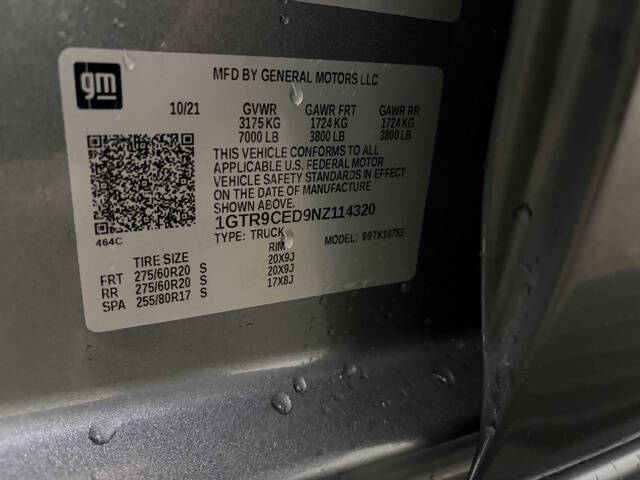 gm
MFD BY GENERAL MOTORS LLC
10/21 GVWR GAWR FRT GAWR RR
3175 KG 1724 KG 1724 KG
7000 LB 3800 LB 3800 LB
THIS VEHICLE CONFORMS TO ALL
APPLICABLE U.S. FEDERAL MOTOR
VEHICLE SAFETY STANDARDS IN EFFECT
ON THE DATE OF MANUFACTURE
SHOWN ABOVE.
1GTR9CED9NZ114320
464C
TYPE: TRUCK MODEL: 90TK10753
TIRE SIZE RIM
FRT 275/60R20 S 20X9J
RR 275/60R20 S 20X9J
SPA 255/80R17 S 17X8J